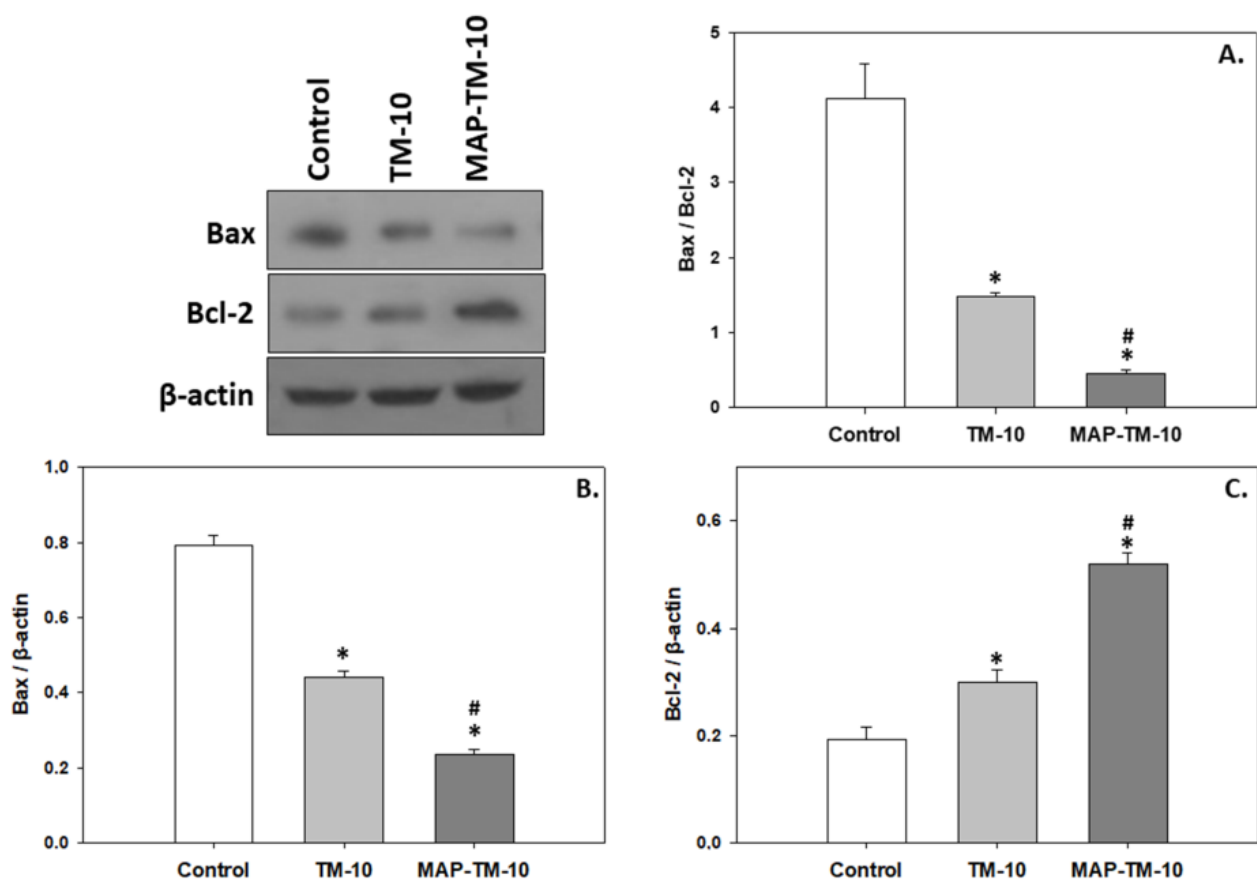 Control
TM-10
MAP-TM-10
Bax
Bcl-2
β-actin
A.
Bax / Bcl-2
5
4
3
2
1
0
*
#
*
Control TM-10 MAP-TM-10
B.
Bax / β-actin
1.0
0.8
0.6
0.4
0.2
0.0
*
#
*
Control TM-10 MAP-TM-10
C.
Bcl-2 / β-actin
0.6
0.4
0.2
0.0
*
#
*
Control TM-10 MAP-TM-10